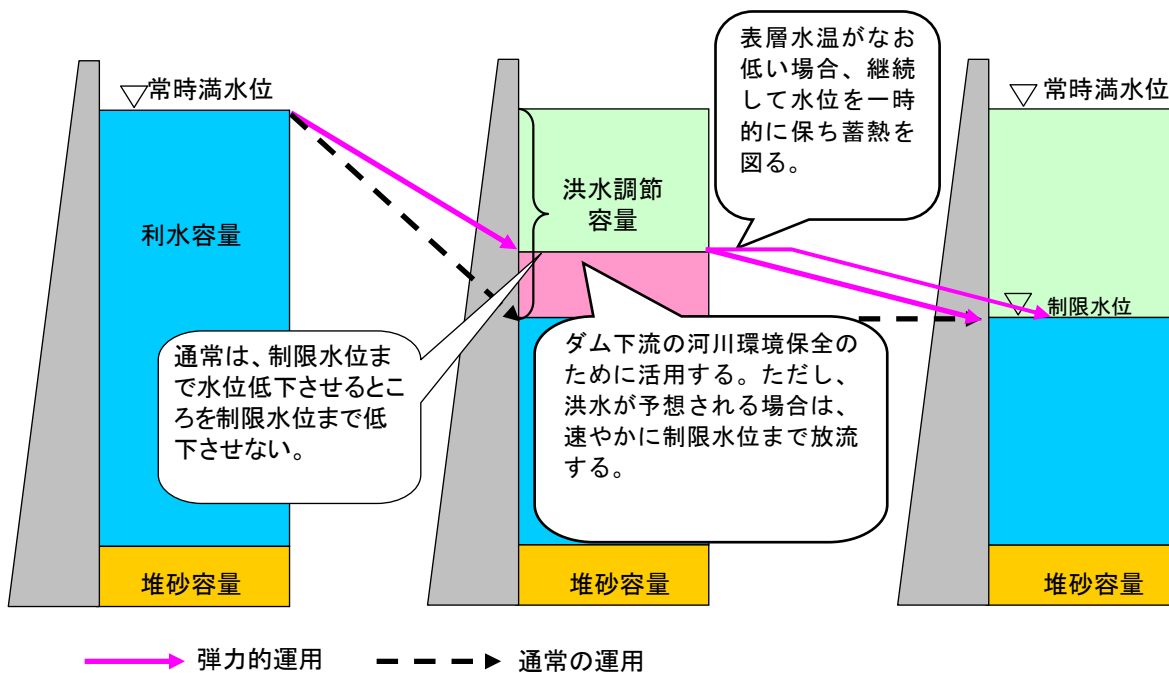 常時満水位
利水容量
堆砂容量
通常は、制限水位ま
で水位低下させるとこ
ろを制限水位まで低
下させない。
洪水調節
容量
堆砂容量
表層水温がなお
低い場合、継続
して水位を一時
的に保ち蓄熱を
図る。
ダム下流の河川環境保全の
ために活用する。ただし、
洪水が予想される場合は、
速やかに制限水位まで放流
する。
常時満水位
制限水位
堆砂容量
弾力的運用
通常の運用